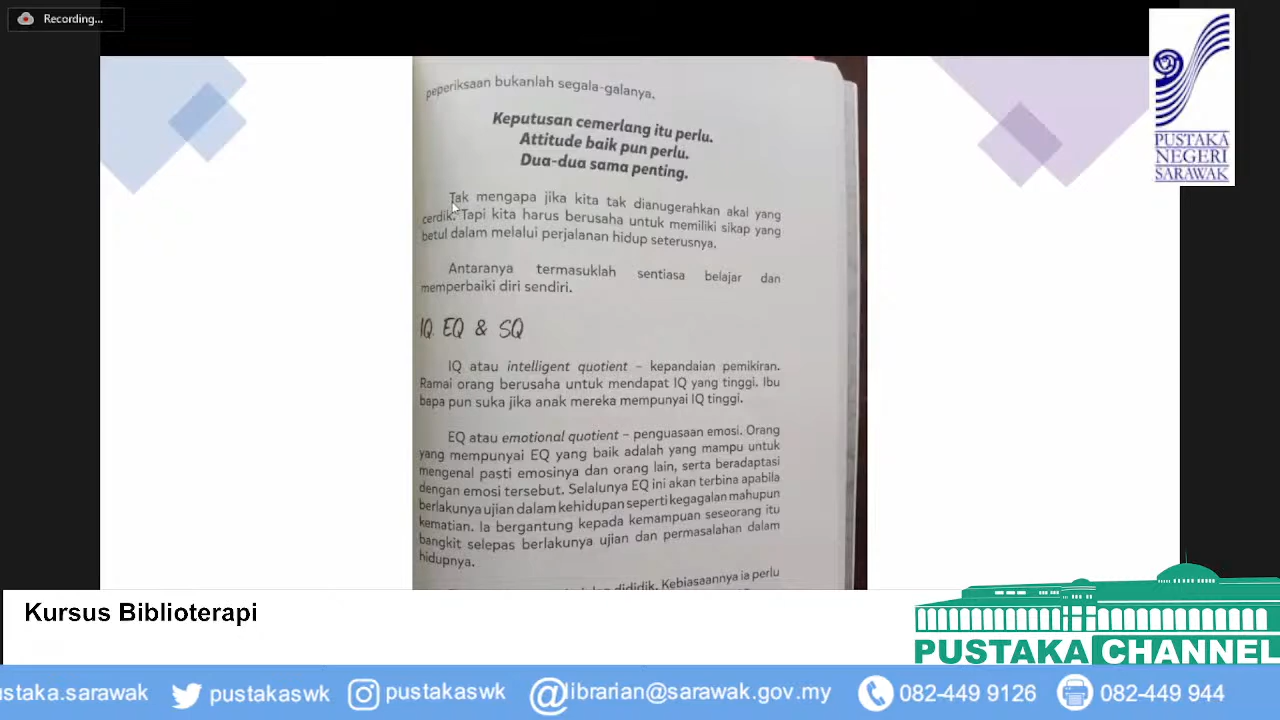 Recording...
PUSTAKA
NEGERI
SARAWAK
peperiksaan bukanlah segala-galanya.
Keputusan cemerlang itu perlu.
Attitude baik pun perlu.
Dua-dua sama penting.
Tak mengapa jika kita tak dianugerahkan akal yang
cerdik. Tapi kita harus berusaha untuk memiliki sikap yang
betul dalam melalui perjalanan hidup seterusnya.
Antaranya termasuklah sentiasa belajar dan
memperbaiki diri sendiri.
IQ EQ & SQ
IQ atau intelligent quotient – kepandaian pemikiran.
Ramai orang berusaha untuk mendapat IQ yang tinggi. Ibu
bapa pun suka jika anak mereka mempunyai IQ tinggi.
EQ atau emotional quotient – penguasaan emosi. Orang
yang mempunyai EQ yang baik adalah yang mampu untuk
mengenal pasti emosinya dan orang lain, serta beradaptasi
dengan emosi tersebut. Selalunya EQ ini akan terbina apabila
berlakunya ujian dalam kehidupan seperti kegagalan mahupun
kematian. Ia bergantung kepada kemampuan seseorang itu
bangkit selepas berlakunya ujian dan permasalahan dalam
hidupnya.
dididik. Kebiasaannya ia perlu
Kursus Biblioterapi
PUSTAKA CHANNEL
ustaka.sarawak pustakaswk pustakaswk @librarian@sarawak.gov.my 082-449 9126 082-449 944